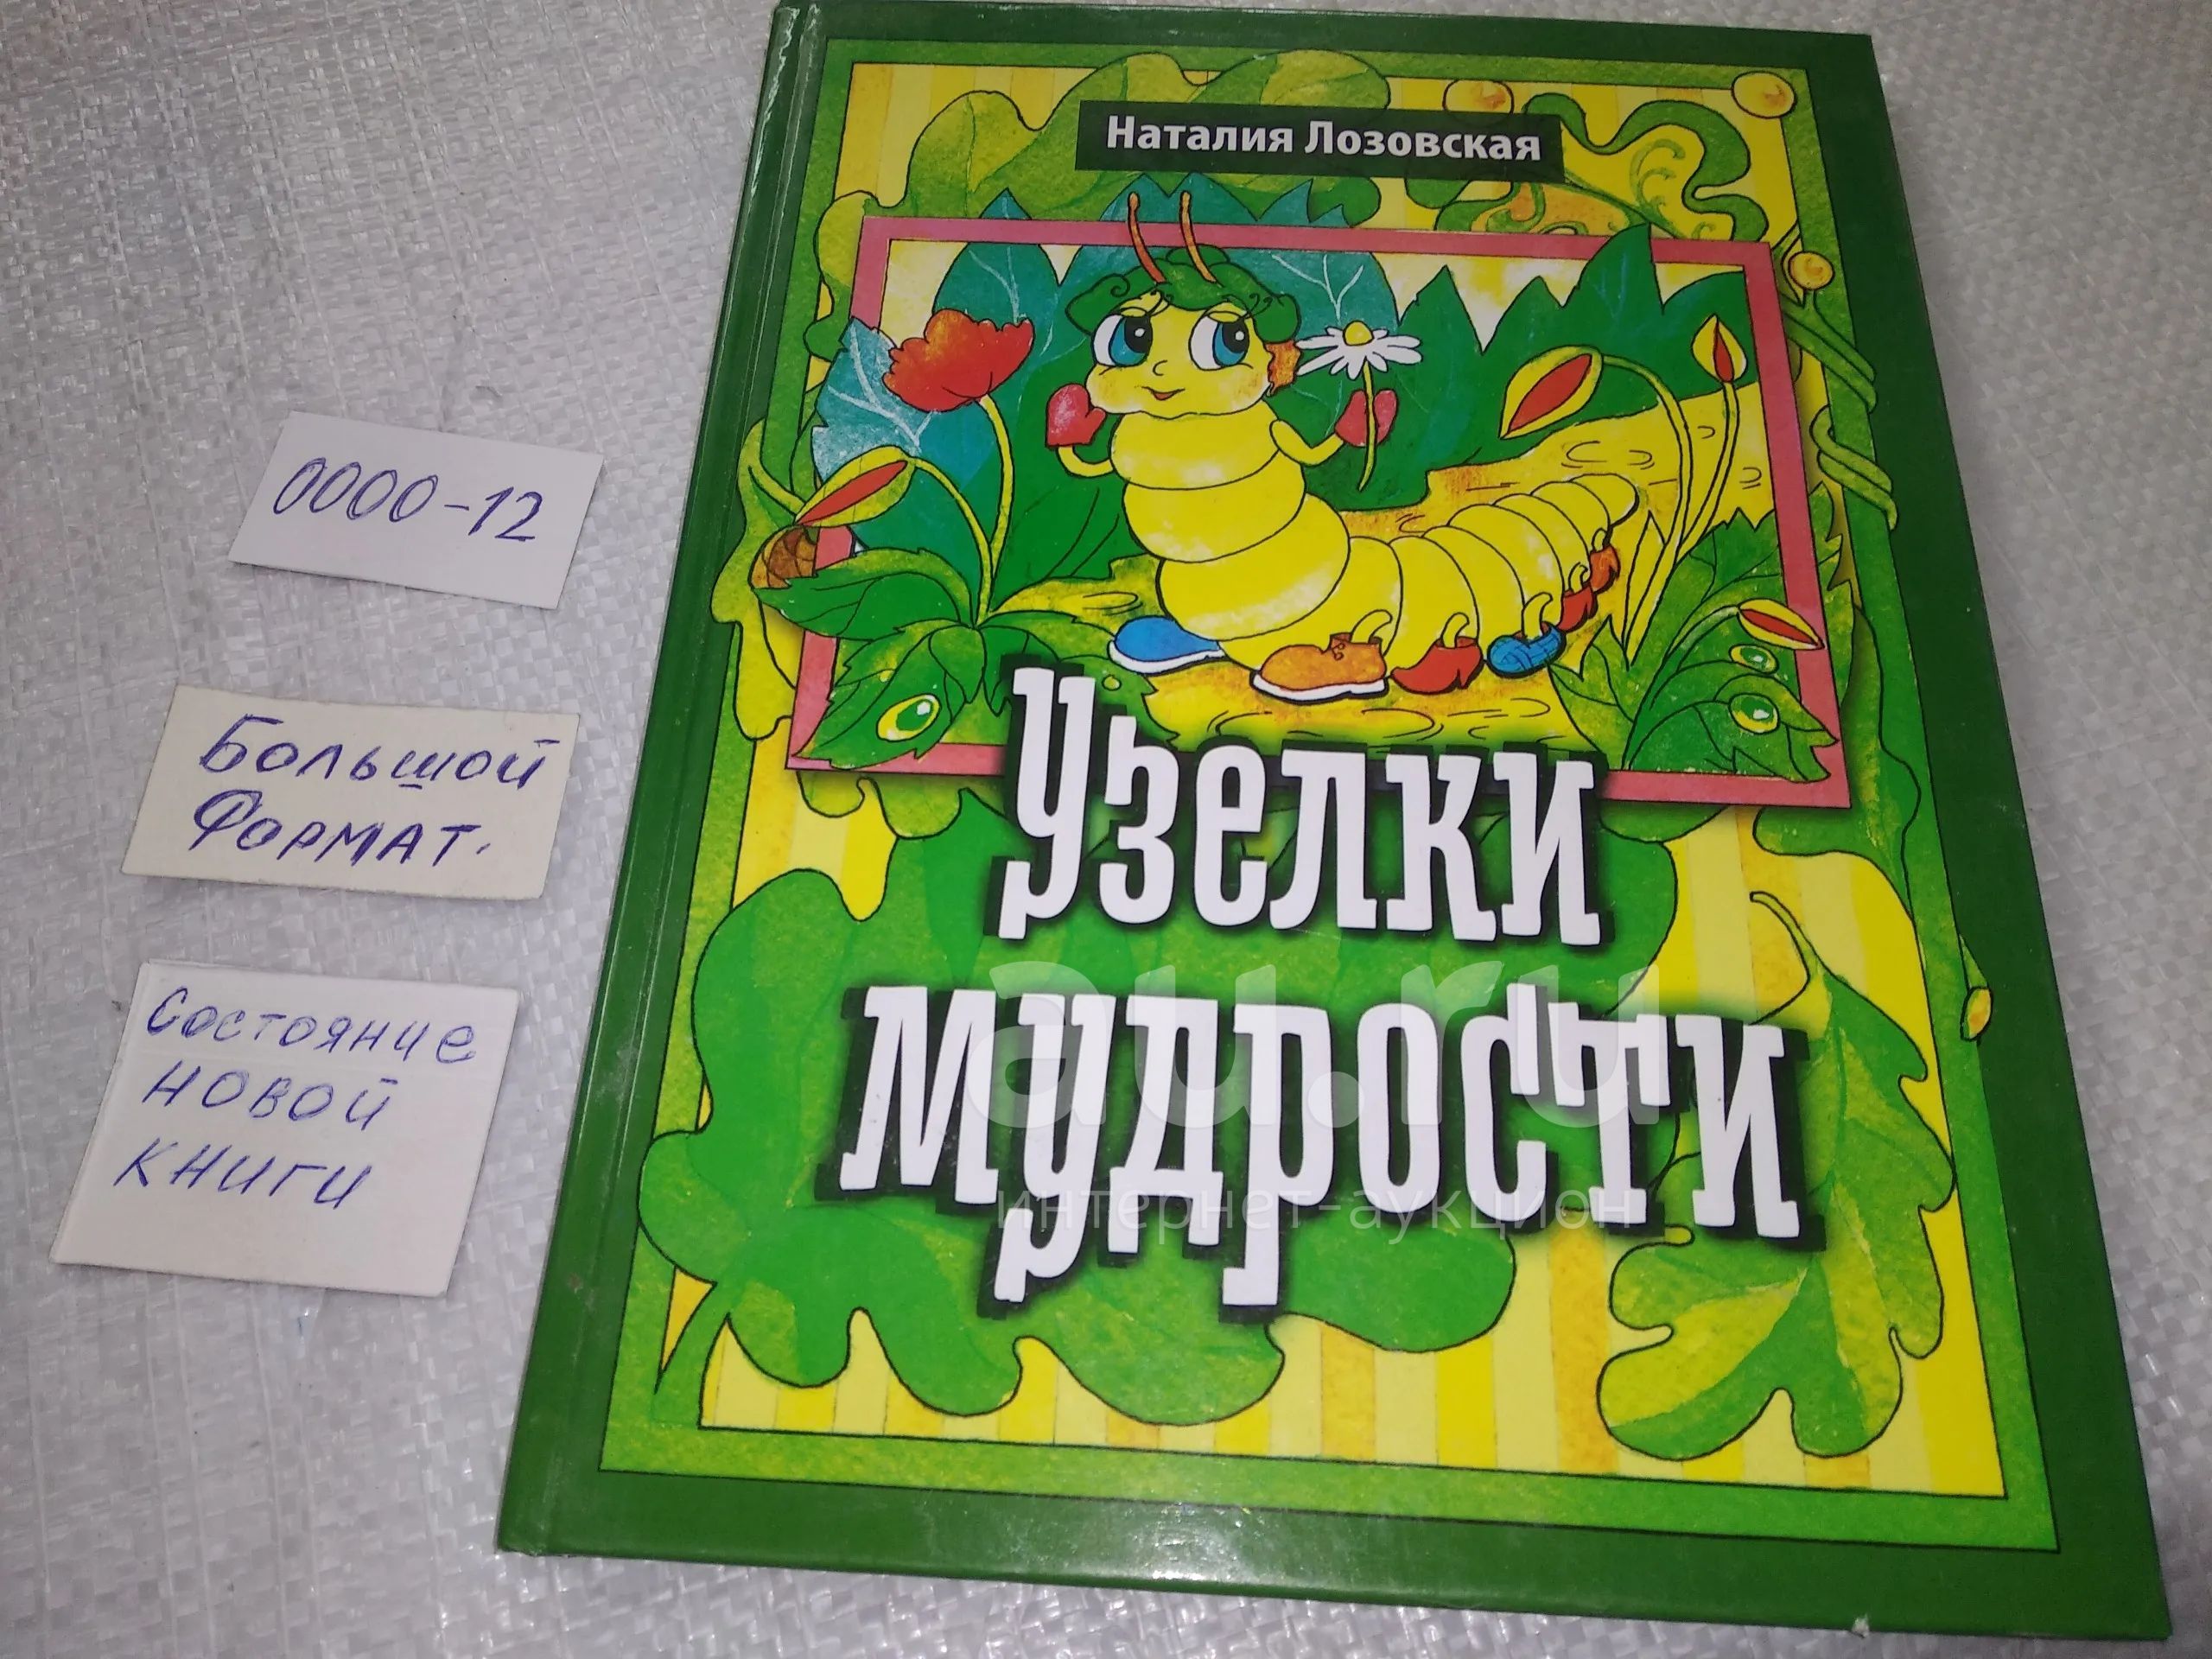 Наталия Лозовская
0000-12
Большой
Формат.
Состояние
новой
книги
Узелки
мудрости
au.ru
интернет-аукцион